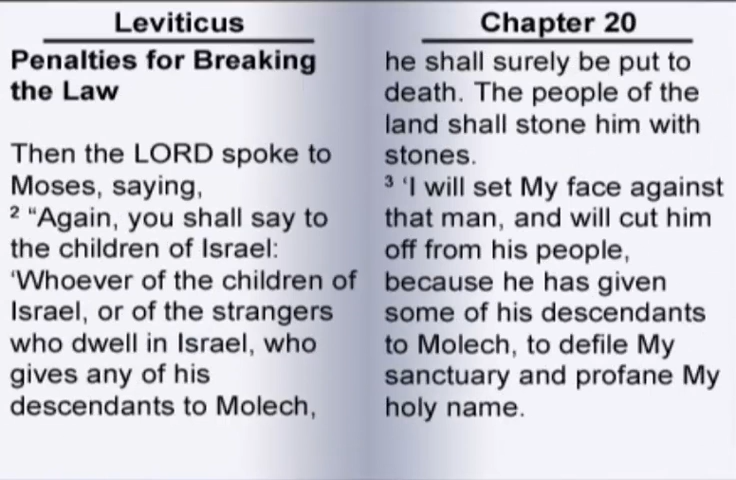 Leviticus
Penalties for Breaking
the Law
Then the LORD spoke to
Moses, saying,
² “Again, you shall say to
the children of Israel:
‘Whoever of the children of
Israel, or of the strangers
who dwell in Israel, who
gives any of his
descendants to Molech,
Chapter 20
he shall surely be put to
death. The people of the
land shall stone him with
stones.
³ ‘I will set My face against
that man, and will cut him
off from his people,
because he has given
some of his descendants
to Molech, to defile My
sanctuary and profane My
holy name.